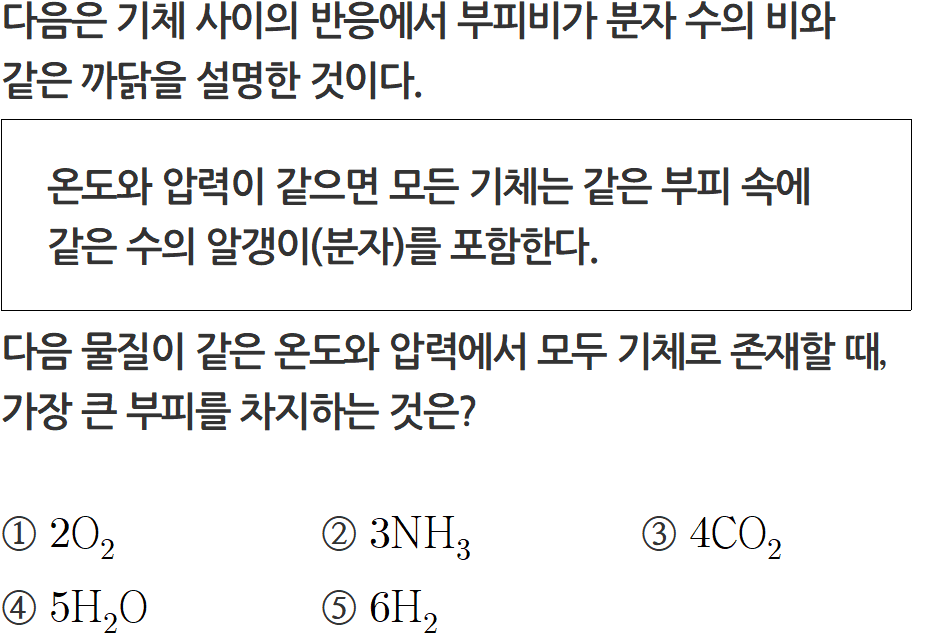 다음은 기체 사이의 반응에서 부피비가 분자 수의 비와
같은 까닭을 설명한 것이다.
온도와 압력이 같으면 모든 기체는 같은 부피 속에
같은 수의 알갱이(분자)를 포함한다.
다음 물질이 같은 온도와 압력에서 모두 기체로 존재할 때,
가장 큰 부피를 차지하는 것은?
① 2O₂ ② 3NH₃ ③ 4CO₂
④ 5H₂O ⑤ 6H₂